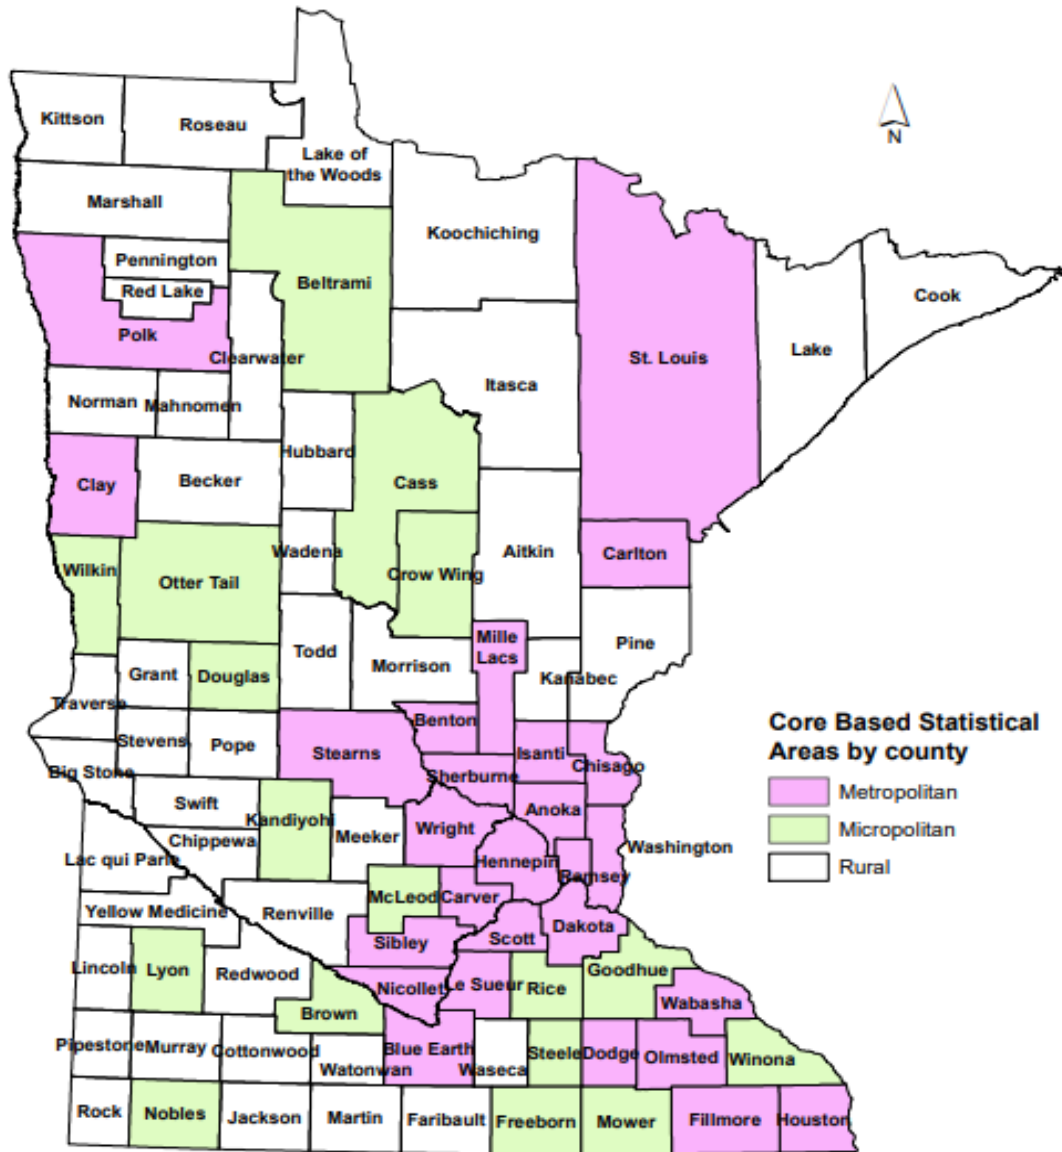 Kittson
Roseau
Lake of
the Woods
N
Marshall
Koochiching
Pennington
Beltrami
Red Lake
Cook
Polk
Clearwater
St. Louis
Lake
Itasca
Norman
Mahnomen
Hubbard
Clay
Becker
Cass
Wadena
Aitkin
Carlton
Wilkin
Otter Tail
Crow Wing
Mille
Lacs
Pine
Todd
Morrison
Grant
Douglas
Kanabec
Traverse
Benton
Stevens
Pope
Stearns
Isanti
Chisago
Big Stone
Sherburne
Core Based Statistical
Areas by county
Metropolitan
Micropolitan
Rural
Swift
Kandiyohi
Anoka
Chippewa
Meeker
Wright
Washington
Lac qui Parle
Hennepin
Ramsey
McLeod
Carver
Yellow Medicine
Renville
Dakota
Sibley
Scott
Lincoln
Lyon
Redwood
Goodhue
Nicollet
Le Sueur
Rice
Wabasha
Brown
Pipestone
Murray
Cottonwood
Watonwan
Blue Earth
Waseca
Steele
Dodge
Olmsted
Winona
Rock
Nobles
Jackson
Martin
Faribault
Freeborn
Mower
Fillmore
Houston